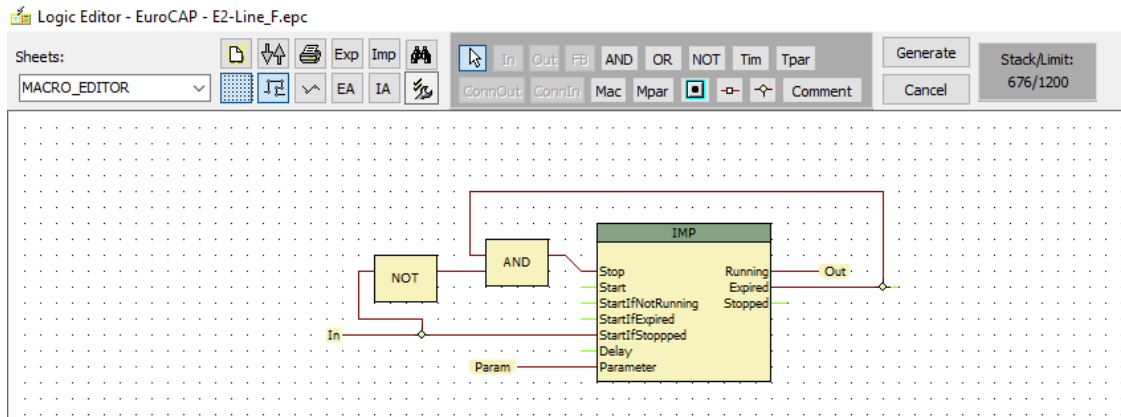 Logic Editor - EuroCAP - E2-Line_F.epc
Sheets:
MACRO_EDITOR
Exp Imp
EA IA
In Out FB AND OR NOT Tim Tpar
ConnOut ConnIn Mac Mpar Comment
Generate
Cancel
Stack/Limit:
676/1200
IMP
AND
NOT
Stop Running Out
Start Expired
StartIfNotRunning Stopped
StartIfExpired
In StartIfStoppped
Delay
Param Parameter